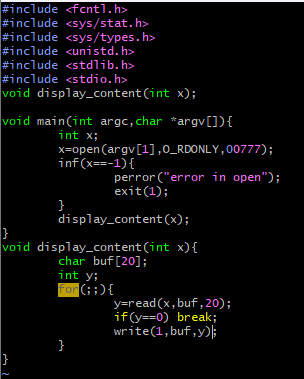 #include <fcntl.h>
#include <sys/stat.h>
#include <sys/types.h>
#include <unistd.h>
#include <stdlib.h>
#include <stdio.h>
void display_content(int x);

void main(int argc,char *argv[]){
        int x;
        x=open(argv[1],O_RDONLY,00777);
        inf(x==-1){
                perror("error in open");
                exit(1);
        }
        display_content(x);
}
void display_content(int x){
        char buf[20];
        int y;
        for(;;){
                y=read(x,buf,20);
                if(y==0) break;
                write(1,buf,y);
        }
}
~